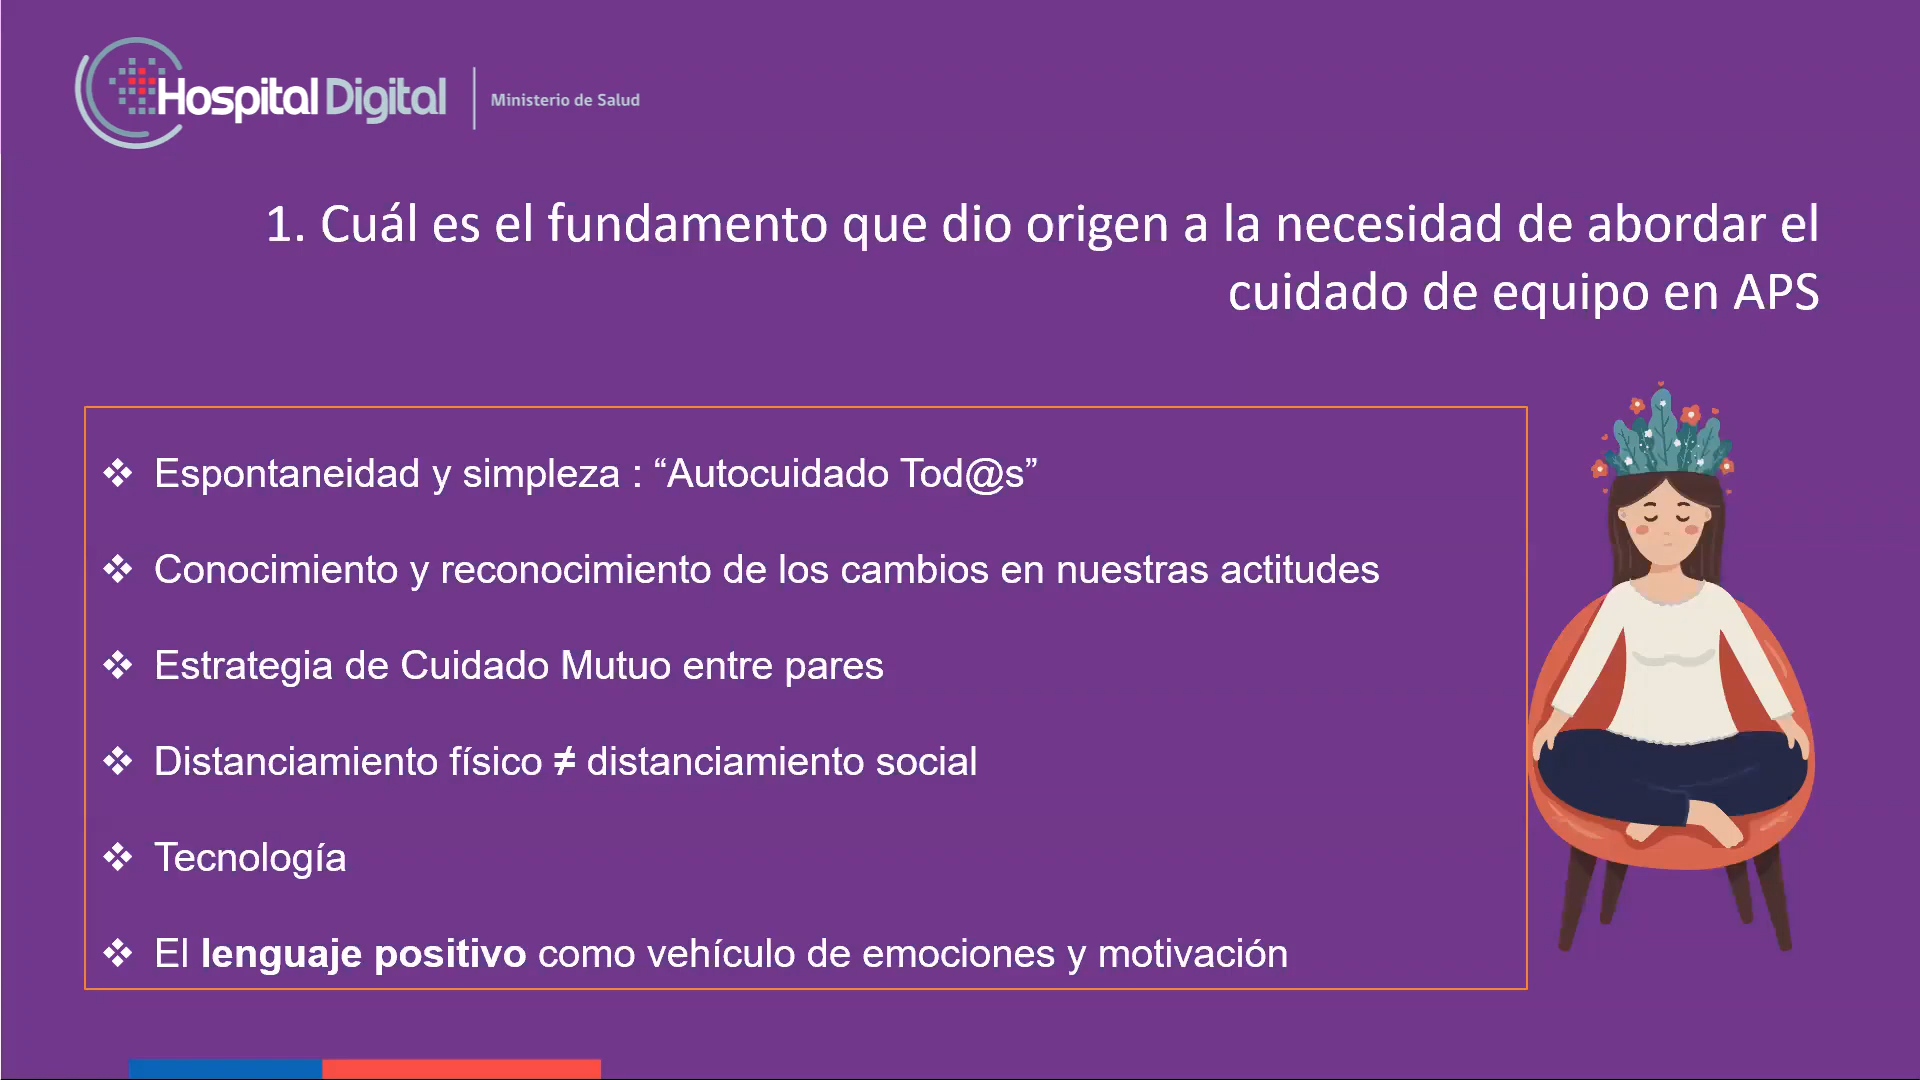 Hospital Digital
Ministerio de Salud
1. Cuál es el fundamento que dio origen a la necesidad de abordar el
cuidado de equipo en APS
❖ Espontaneidad y simpleza : “Autocuidado Tod@s”
❖ Conocimiento y reconocimiento de los cambios en nuestras actitudes
❖ Estrategia de Cuidado Mutuo entre pares
❖ Distanciamiento físico ≠ distanciamiento social
❖ Tecnología
❖ El lenguaje positivo como vehículo de emociones y motivación